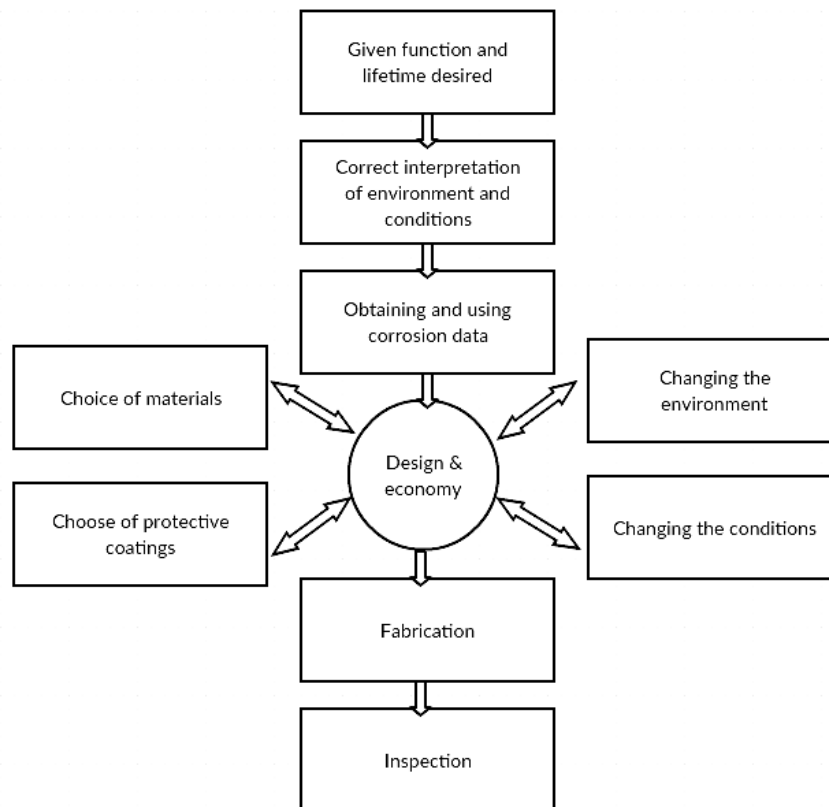 Given function and
lifetime desired
Correct interpretation
of environment and
conditions
Obtaining and using
corrosion data
Choice of materials
Changing the
environment
Design &
economy
Choose of protective
coatings
Changing the conditions
Fabrication
Inspection